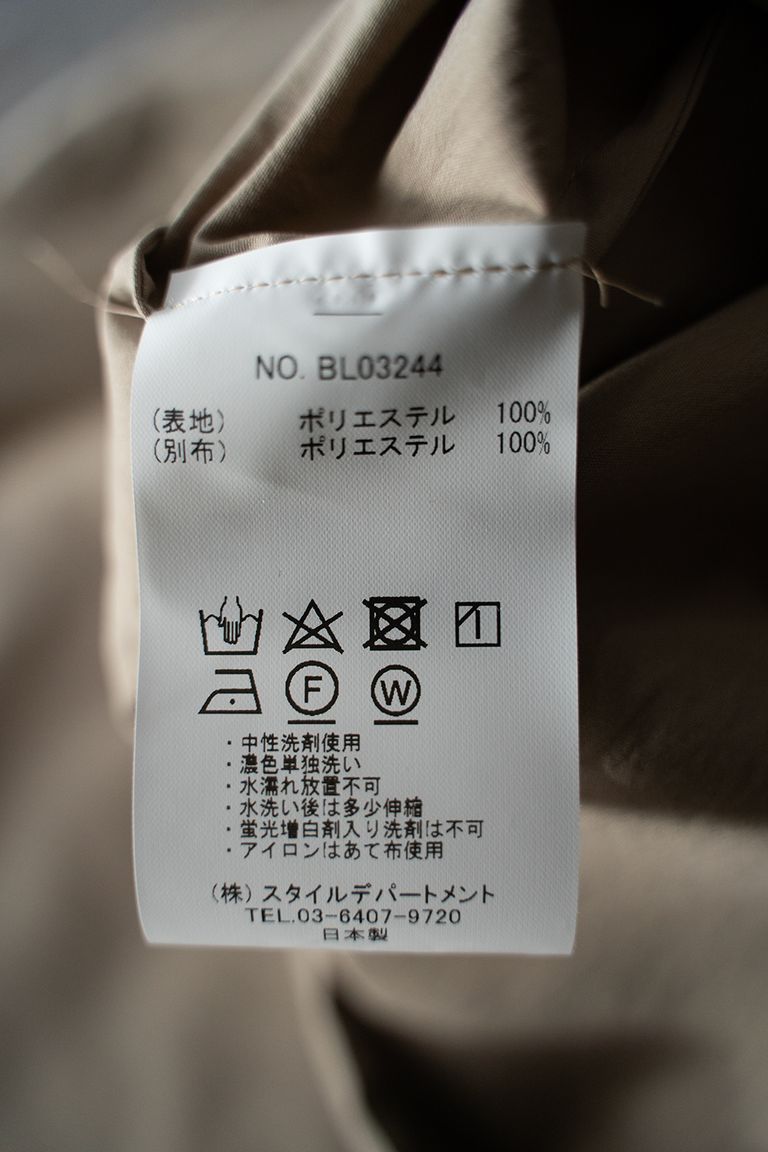 NO. BL03244
(表地) ポリエステル 100%
(別布) ポリエステル 100%
F W
・中性洗剤使用
・濃色単独洗い
・水濡れ放置不可
・水洗い後は多少伸縮
・蛍光増白剤入り洗剤は不可
・アイロンはあて布使用
(株)スタイルデパートメント
TEL.03-6407-9720
日本製